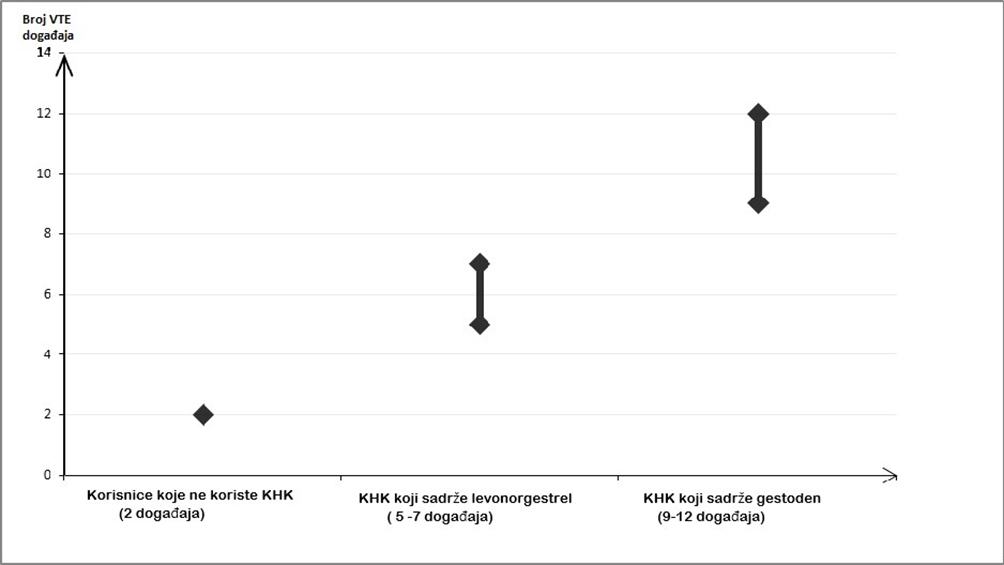 Broj VTE
događaja
14
12
10
8
6
4
2
0
Korisnice koje ne koriste KHK
(2 događaja)
KHK koji sadrže levonorgestrel
( 5 -7 događaja)
KHK koji sadrže gestoden
(9-12 događaja)